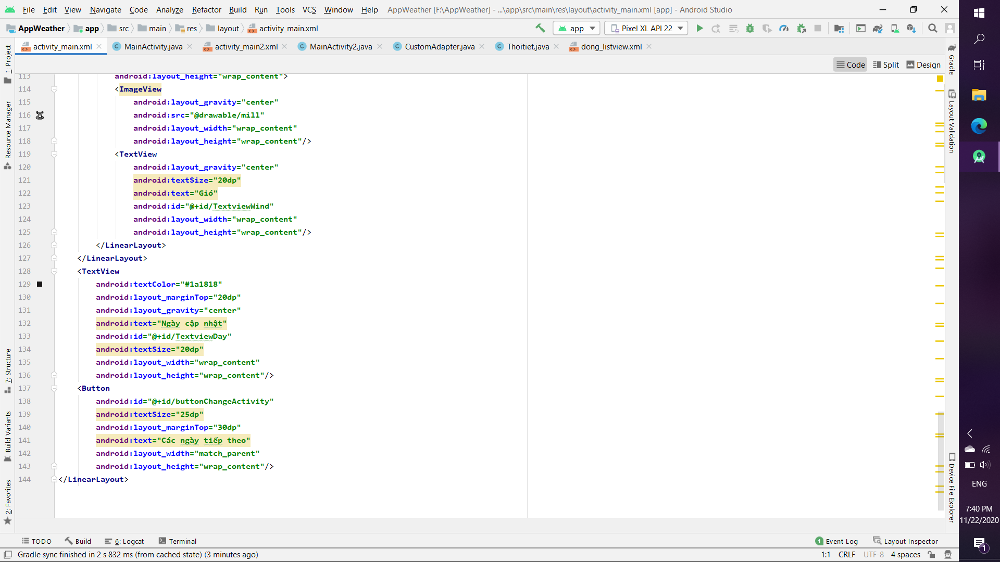 File Edit View Navigate Code Analyze Refactor Build Run Tools VCS Window Help AppWeather [F:\AppWeather] - ...\app\src\main\res\layout\activity_main.xml [app] - Android Studio
AppWeather app src main res layout activity_main.xml app Pixel XL API 22
activity_main.xml MainActivity.java activity_main2.xml MainActivity2.java CustomAdapter.java Thoitiet.java dong_listview.xml
Code Split Design
113 android:layout_height="wrap_content">
114 <ImageView
115 android:layout_gravity="center"
116 android:src="@drawable/mill"
117 android:layout_width="wrap_content"
118 android:layout_height="wrap_content"/>
119 <TextView
120 android:layout_gravity="center"
121 android:textSize="20dp"
122 android:text="Gió"
123 android:id="@+id/TextviewWind"
124 android:layout_width="wrap_content"
125 android:layout_height="wrap_content"/>
126 </LinearLayout>
127 </LinearLayout>
128 <TextView
129 android:textColor="#1a1818"
130 android:layout_marginTop="20dp"
131 android:layout_gravity="center"
132 android:text="Ngày cập nhật"
133 android:id="@+id/TextviewDay"
134 android:textSize="20dp"
135 android:layout_width="wrap_content"
136 android:layout_height="wrap_content"/>
137 <Button
138 android:id="@+id/buttonChangeActivity"
139 android:textSize="25dp"
140 android:layout_marginTop="30dp"
141 android:text="Các ngày tiếp theo"
142 android:layout_width="match_parent"
143 android:layout_height="wrap_content"/>
144 </LinearLayout>
1: Project
Resource Manager
7: Structure
Build Variants
2: Favorites
Gradle
Layout Validation
Device File Explorer
TODO Build 6: Logcat Terminal 1 Event Log Layout Inspector
Gradle sync finished in 2 s 832 ms (from cached state) (3 minutes ago) 1:1 CRLF UTF-8 4 spaces
ENG
7:40 PM
11/22/2020
1